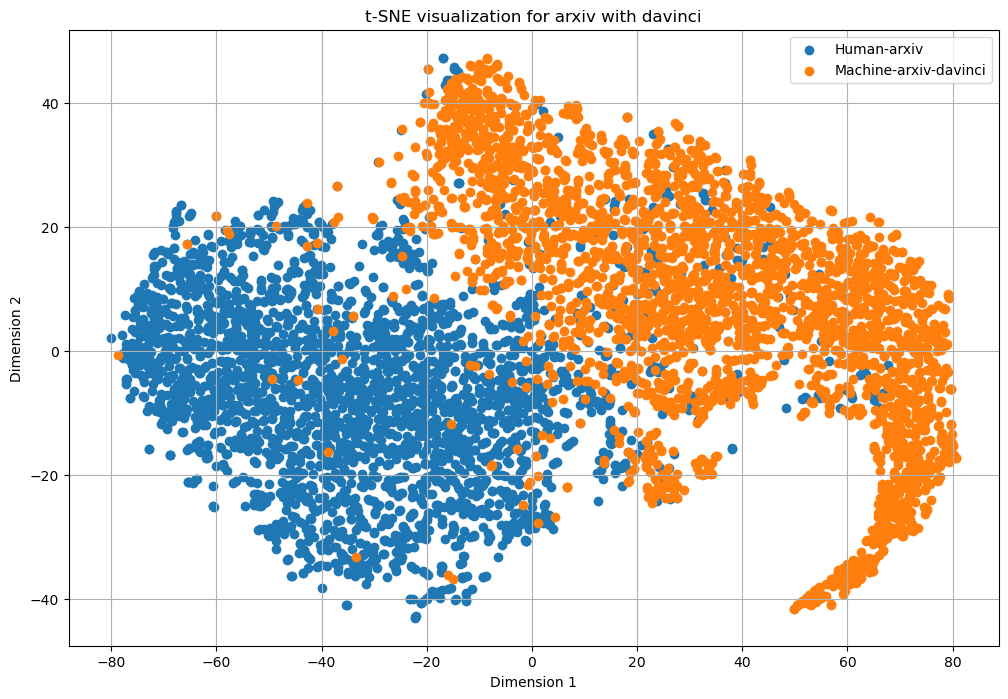 t-SNE visualization for arxiv with davinci
Human-arxiv
Machine-arxiv-davinci
Dimension 2
40
20
0
−20
−40
−80
−60
−40
−20
0
20
40
60
80
Dimension 1